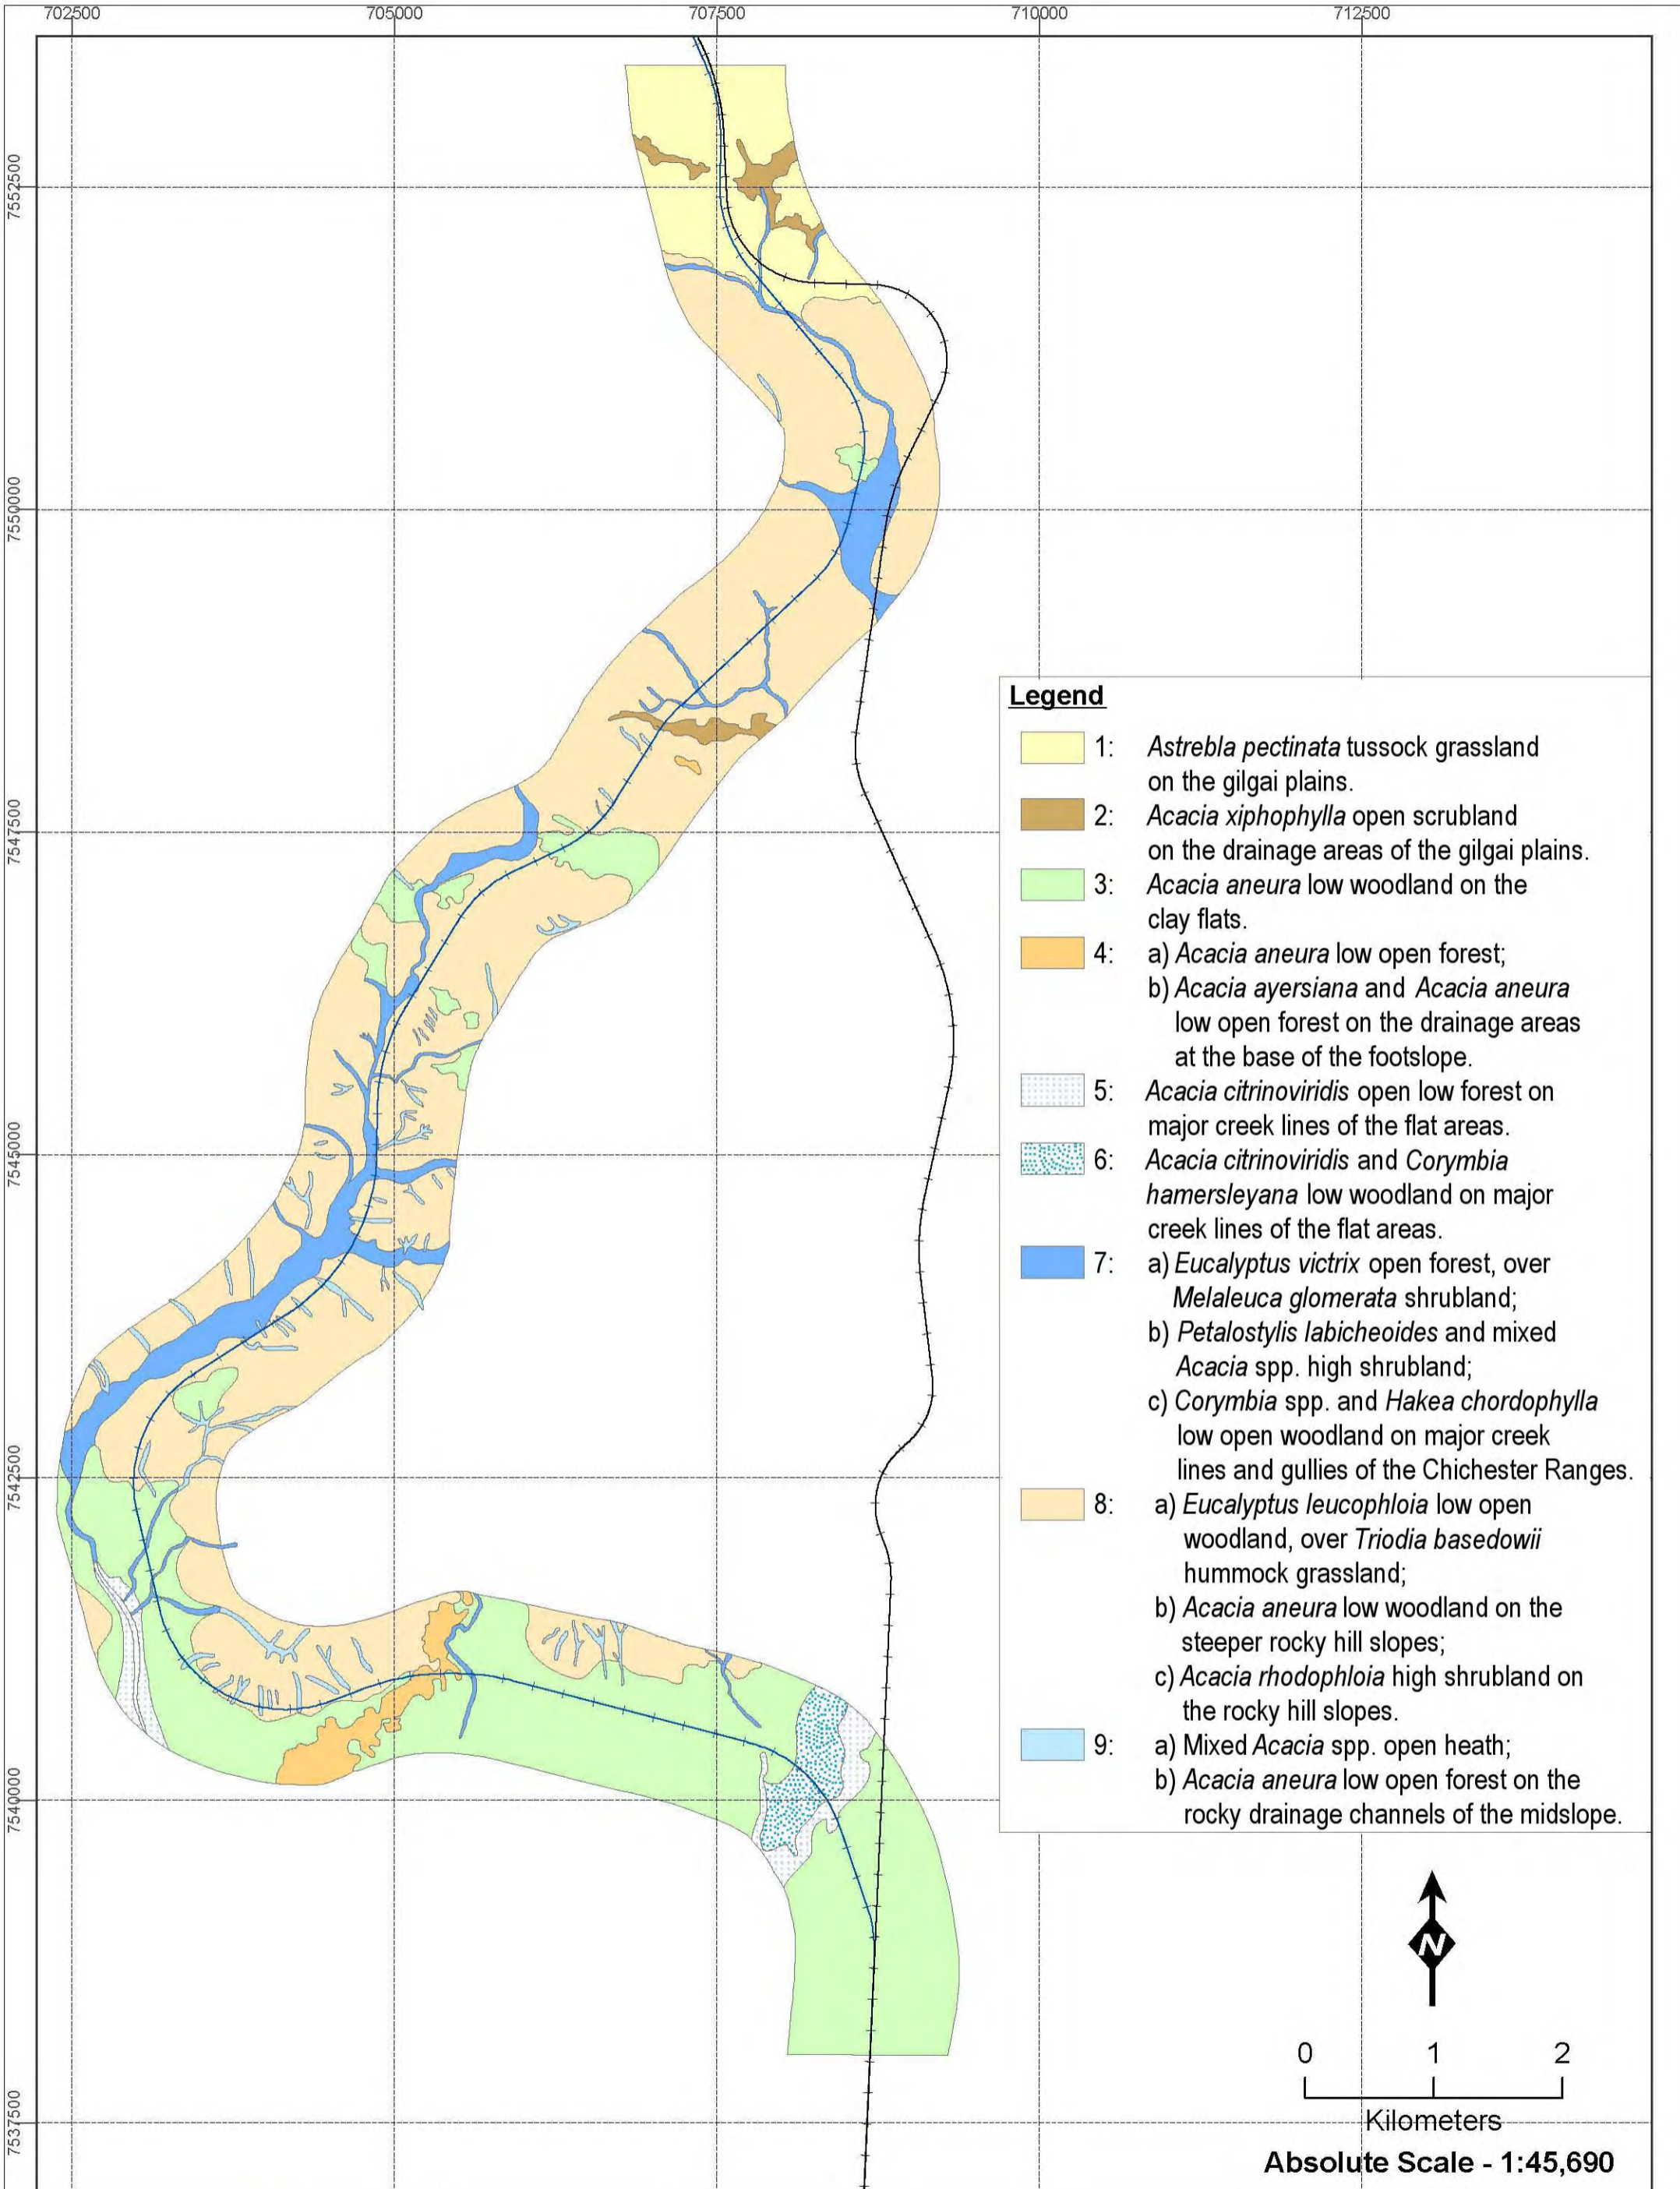 702500 705000 707500 710000 712500
7552500
7550000
7547500
7545000
7542500
7540000
7537500
Legend
1: Astrebla pectinata tussock grassland
on the gilgai plains.
2: Acacia xiphophylla open scrubland
on the drainage areas of the gilgai plains.
3: Acacia aneura low woodland on the
clay flats.
4: a) Acacia aneura low open forest;
b) Acacia ayersiana and Acacia aneura
low open forest on the drainage areas
at the base of the footslope.
5: Acacia citrinoviridis open low forest on
major creek lines of the flat areas.
6: Acacia citrinoviridis and Corymbia
hamersleyana low woodland on major
creek lines of the flat areas.
7: a) Eucalyptus victrix open forest, over
Melaleuca glomerata shrubland;
b) Petalostylis labicheoides and mixed
Acacia spp. high shrubland;
c) Corymbia spp. and Hakea chordophylla
low open woodland on major creek
lines and gullies of the Chichester Ranges.
8: a) Eucalyptus leucophloia low open
woodland, over Triodia basedowii
hummock grassland;
b) Acacia aneura low woodland on the
steeper rocky hill slopes;
c) Acacia rhodophloia high shrubland on
the rocky hill slopes.
9: a) Mixed Acacia spp. open heath;
b) Acacia aneura low open forest on the
rocky drainage channels of the midslope.
N
0 1 2
Kilometers
Absolute Scale - 1:45,690